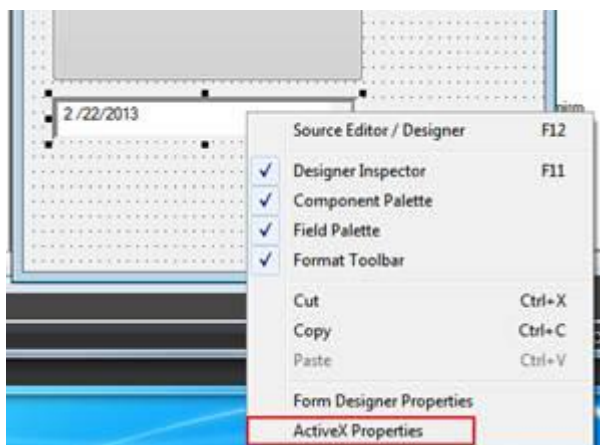 2 /22/2013
Source Editor / Designer F12
Designer Inspector F11
Component Palette
Field Palette
Format Toolbar
Cut Ctrl+X
Copy Ctrl+C
Paste Ctrl+V
Form Designer Properties
ActiveX Properties